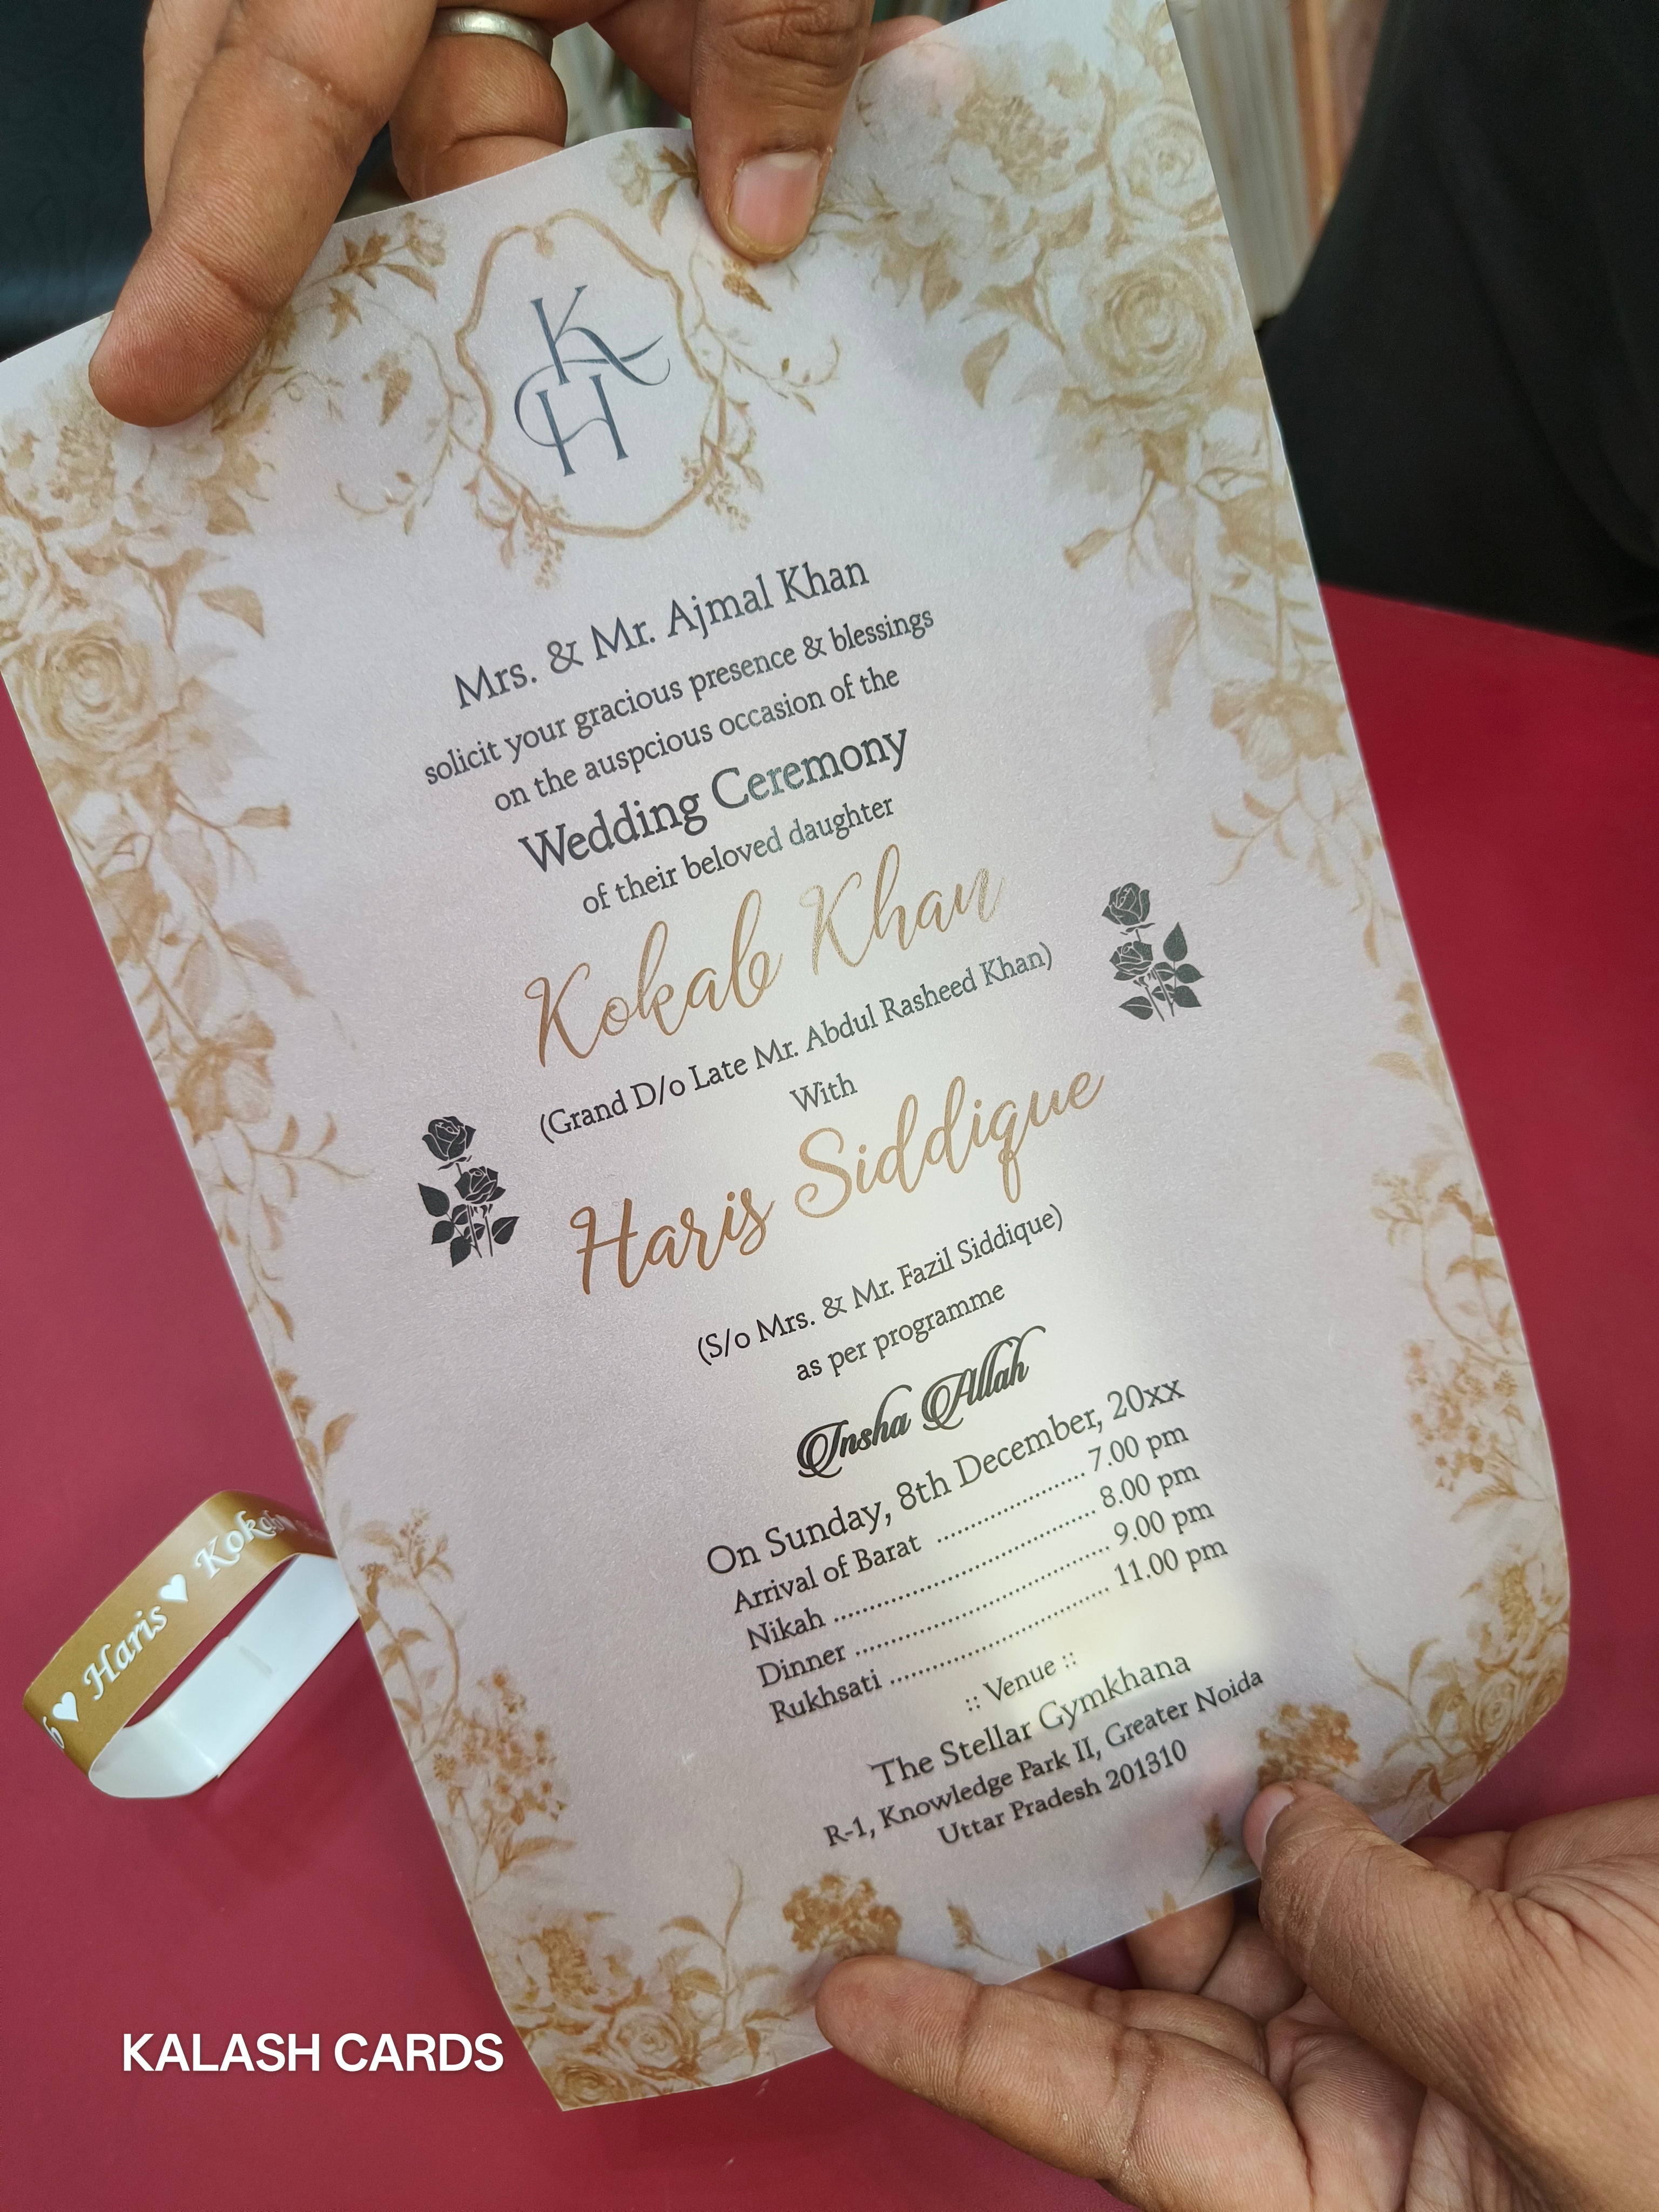 K
H
Mrs. & Mr. Ajmal Khan
solicit your gracious presence & blessings
on the auspcious occasion of the
Wedding Ceremony
of their beloved daughter
Kokab Khan
(Grand D/o Late Mr. Abdul Rasheed Khan)
With
Haris Siddique
(S/o Mrs. & Mr. Fazil Siddique)
as per programme
Insha Allah
On Sunday, 8th December, 20xx
Arrival of Barat ........................ 7.00 pm
Nikah .......................................... 8.00 pm
Dinner ........................................ 9.00 pm
Rukhsati ................................... 11.00 pm
:: Venue ::
The Stellar Gymkhana
R-1, Knowledge Park II, Greater Noida
Uttar Pradesh 201310
b ♥ Haris ♥ Kokab ♥
KALASH CARDS